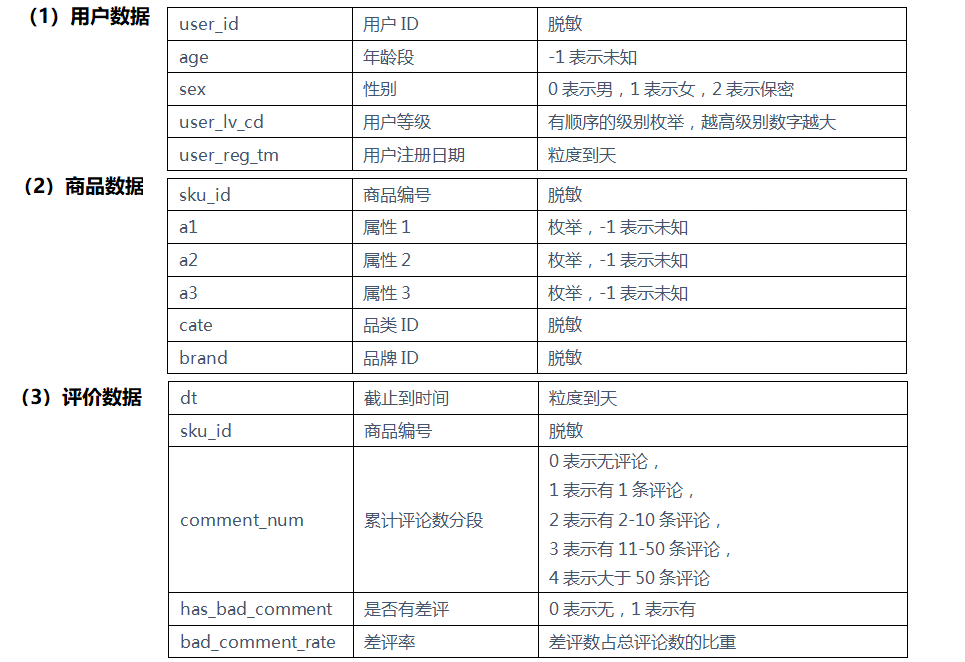 （1）用户数据
user_id 用户 ID 脱敏
age 年龄段 -1 表示未知
sex 性别 0 表示男，1 表示女，2 表示保密
user_lv_cd 用户等级 有顺序的级别枚举，越高级别数字越大
user_reg_tm 用户注册日期 粒度到天
（2）商品数据
sku_id 商品编号 脱敏
a1 属性 1 枚举，-1 表示未知
a2 属性 2 枚举，-1 表示未知
a3 属性 3 枚举，-1 表示未知
cate 品类 ID 脱敏
brand 品牌 ID 脱敏
（3）评价数据
dt 截止到时间 粒度到天
sku_id 商品编号 脱敏
comment_num 累计评论数分段
0 表示无评论，
1 表示有 1 条评论，
2 表示有 2-10 条评论，
3 表示有 11-50 条评论，
4 表示大于 50 条评论
has_bad_comment 是否有差评 0 表示无，1 表示有
bad_comment_rate 差评率 差评数占总评论数的比重